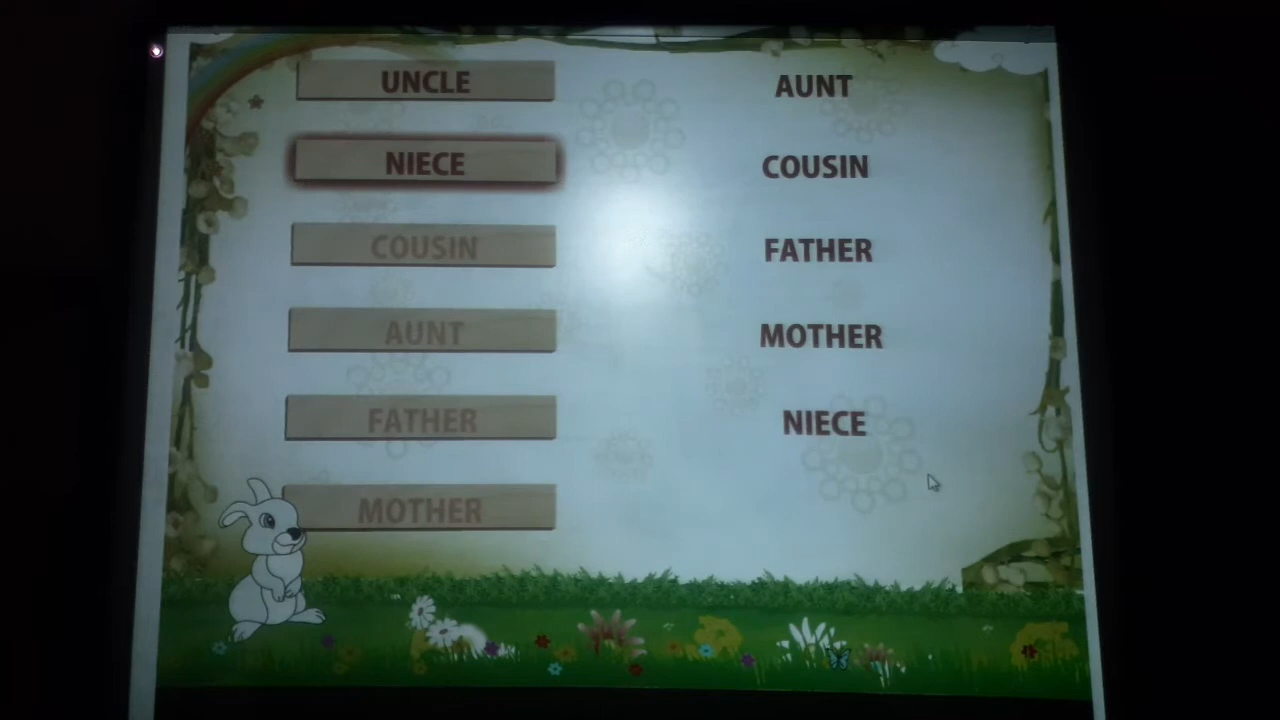 UNCLE
NIECE
COUSIN
AUNT
FATHER
MOTHER
AUNT
COUSIN
FATHER
MOTHER
NIECE